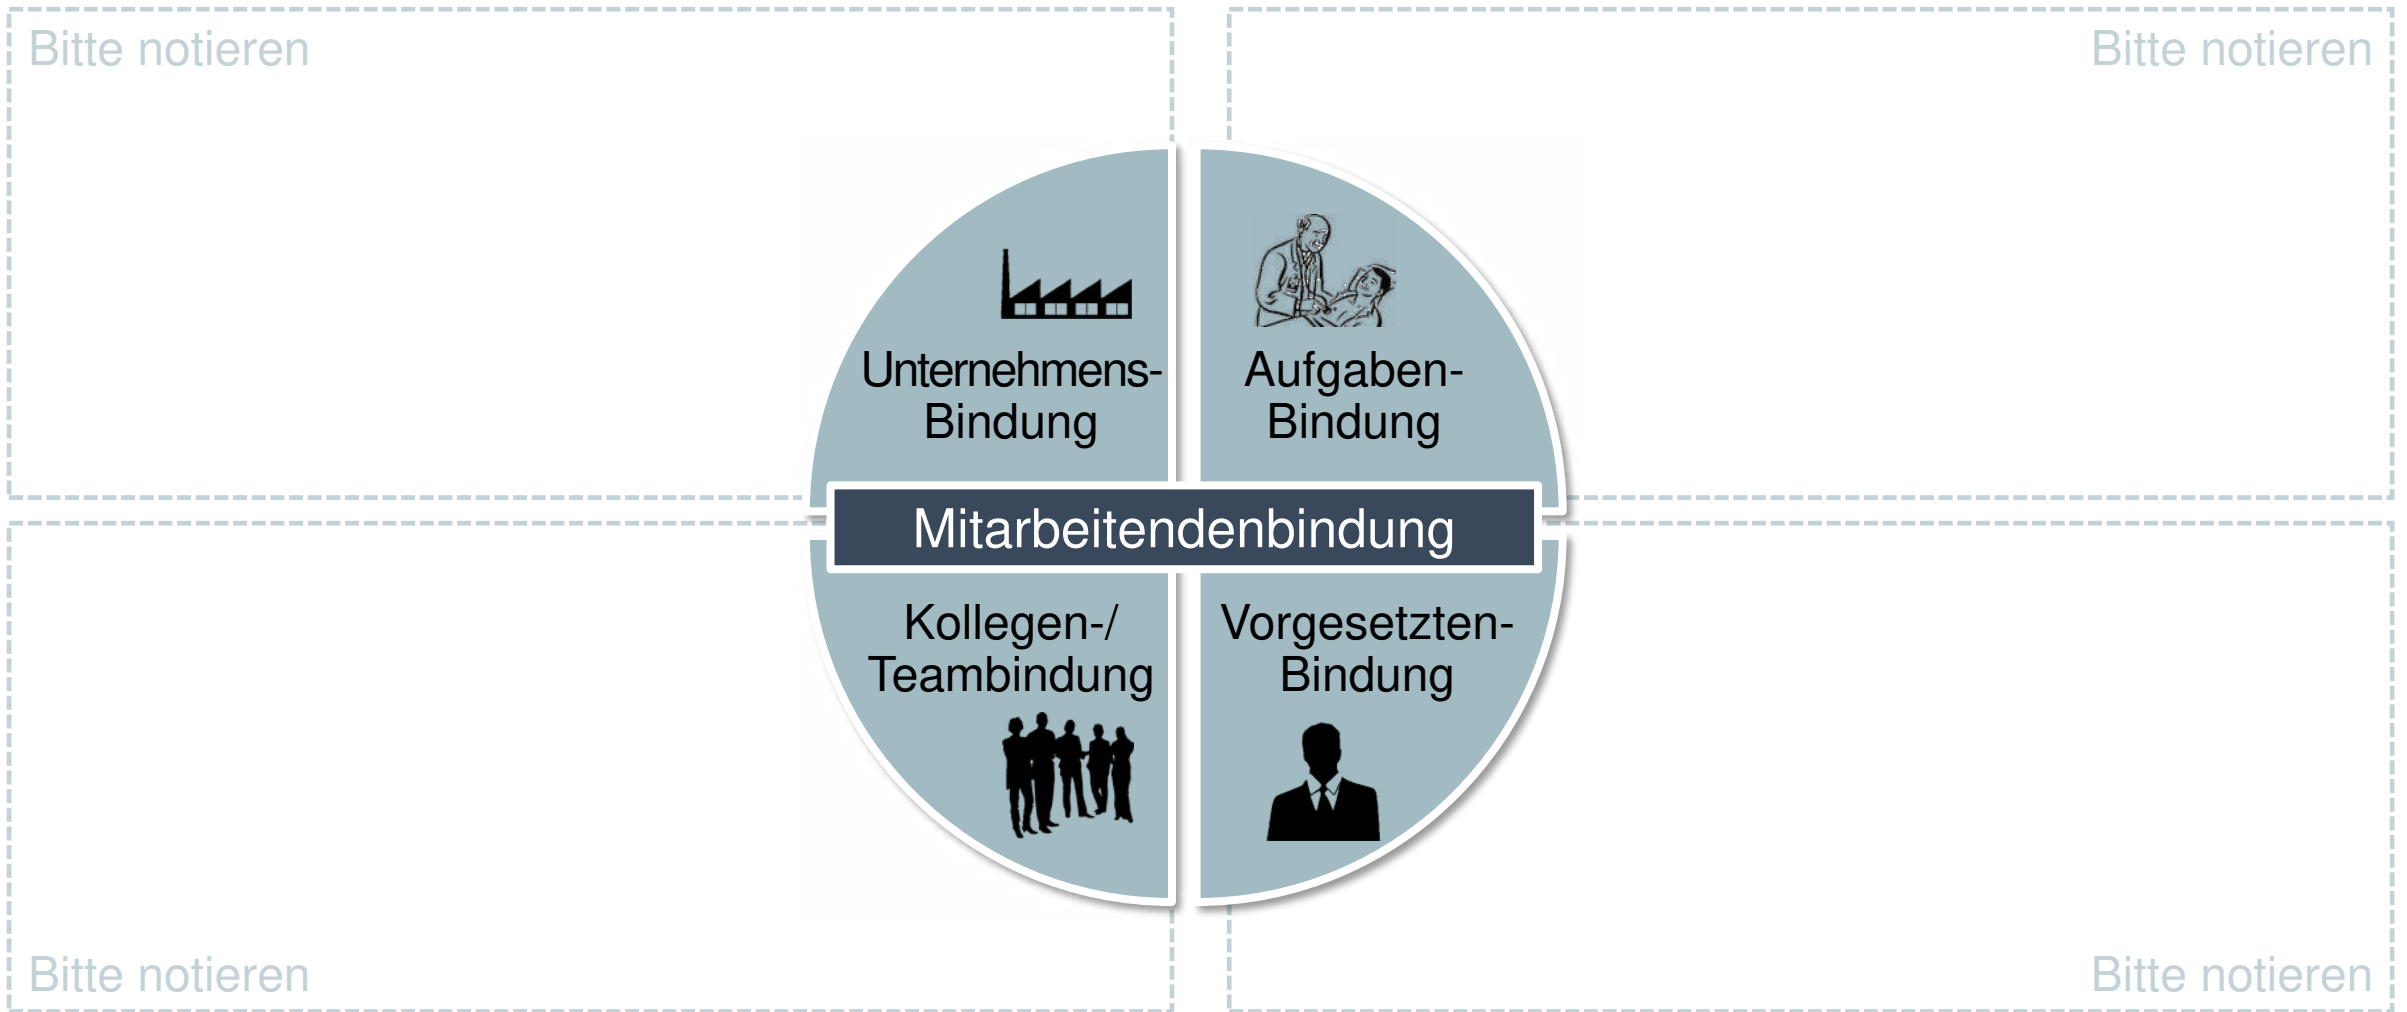 Bitte notieren
Bitte notieren
Unternehmens-
Bindung
Aufgaben-
Bindung
Mitarbeitendenbindung
Kollegen-/
Teambindung
Vorgesetzten-
Bindung
Bitte notieren
Bitte notieren